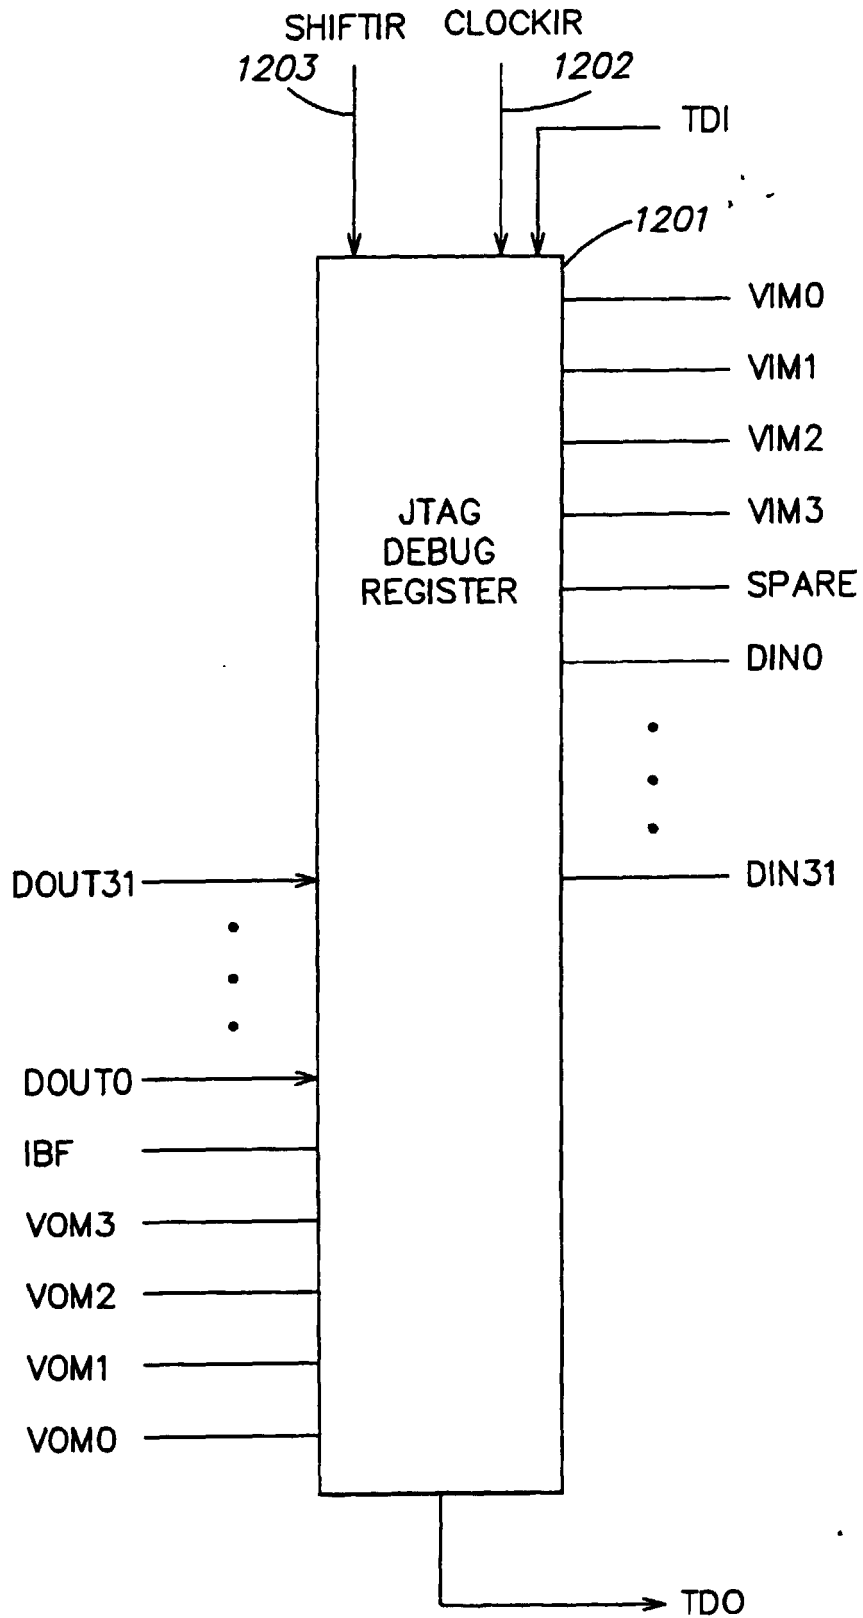 SHIFTIR CLOCKIR
1203 1202
TDI
1201
VIM0
VIM1
VIM2
VIM3
JTAG
DEBUG
REGISTER
SPARE
DIN0
DIN31
DOUT31
DOUT0
IBF
VOM3
VOM2
VOM1
VOM0
TDO